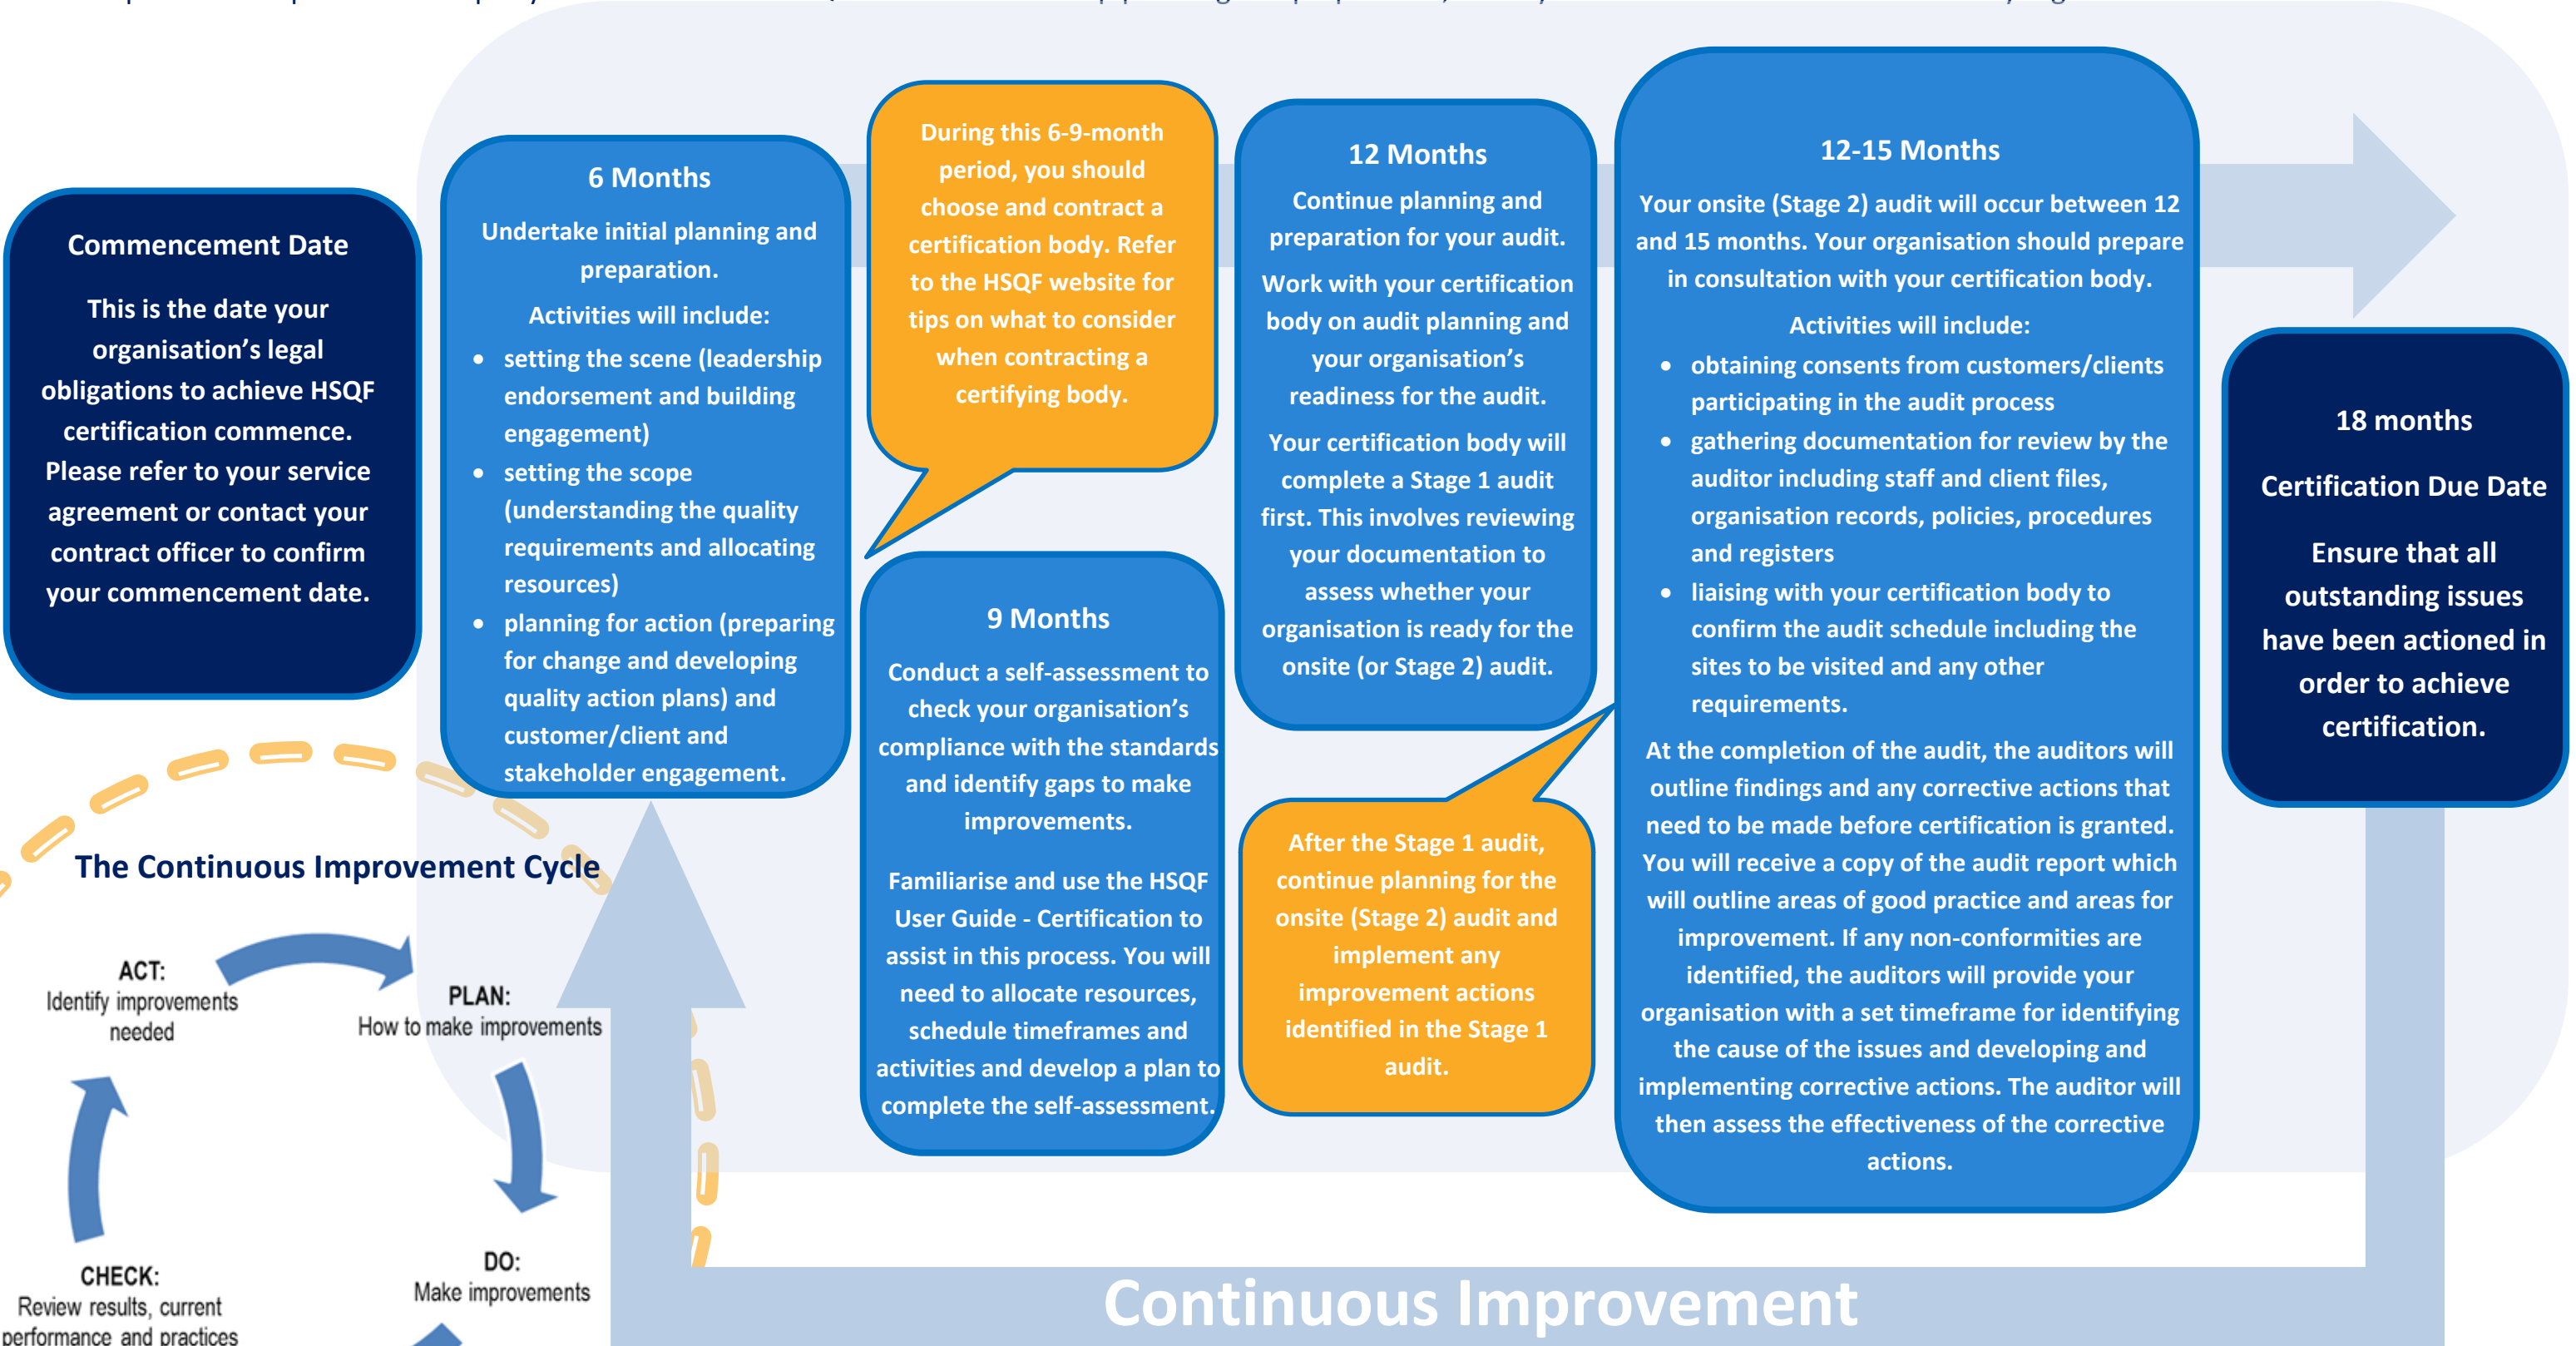 Commencement Date
This is the date your
organisation’s legal
obligations to achieve HSQF
certification commence.
Please refer to your service
agreement or contact your
contract officer to confirm
your commencement date.
6 Months
Undertake initial planning and
preparation.
Activities will include:
• setting the scene (leadership
endorsement and building
engagement)
• setting the scope
(understanding the quality
requirements and allocating
resources)
• planning for action (preparing
for change and developing
quality action plans) and
customer/client and
stakeholder engagement.
During this 6-9-month
period, you should
choose and contract a
certification body. Refer
to the HSQF website for
tips on what to consider
when contracting a
certifying body.
9 Months
Conduct a self-assessment to
check your organisation’s
compliance with the standards
and identify gaps to make
improvements.
Familiarise and use the HSQF
User Guide - Certification to
assist in this process. You will
need to allocate resources,
schedule timeframes and
activities and develop a plan to
complete the self-assessment.
12 Months
Continue planning and
preparation for your audit.
Work with your certification
body on audit planning and
your organisation’s
readiness for the audit.
Your certification body will
complete a Stage 1 audit
first. This involves reviewing
your documentation to
assess whether your
organisation is ready for the
onsite (or Stage 2) audit.
After the Stage 1 audit,
continue planning for the
onsite (Stage 2) audit and
implement any
improvement actions
identified in the Stage 1
audit.
12-15 Months
Your onsite (Stage 2) audit will occur between 12
and 15 months. Your organisation should prepare
in consultation with your certification body.
Activities will include:
• obtaining consents from customers/clients
participating in the audit process
• gathering documentation for review by the
auditor including staff and client files,
organisation records, policies, procedures
and registers
• liaising with your certification body to
confirm the audit schedule including the
sites to be visited and any other
requirements.
At the completion of the audit, the auditors will
outline findings and any corrective actions that
need to be made before certification is granted.
You will receive a copy of the audit report which
will outline areas of good practice and areas for
improvement. If any non-conformities are
identified, the auditors will provide your
organisation with a set timeframe for identifying
the cause of the issues and developing and
implementing corrective actions. The auditor will
then assess the effectiveness of the corrective
actions.
18 months
Certification Due Date
Ensure that all
outstanding issues
have been actioned in
order to achieve
certification.
The Continuous Improvement Cycle
ACT:
Identify improvements
needed
PLAN:
How to make improvements
DO:
Make improvements
CHECK:
Review results, current
performance and practices
Continuous Improvement